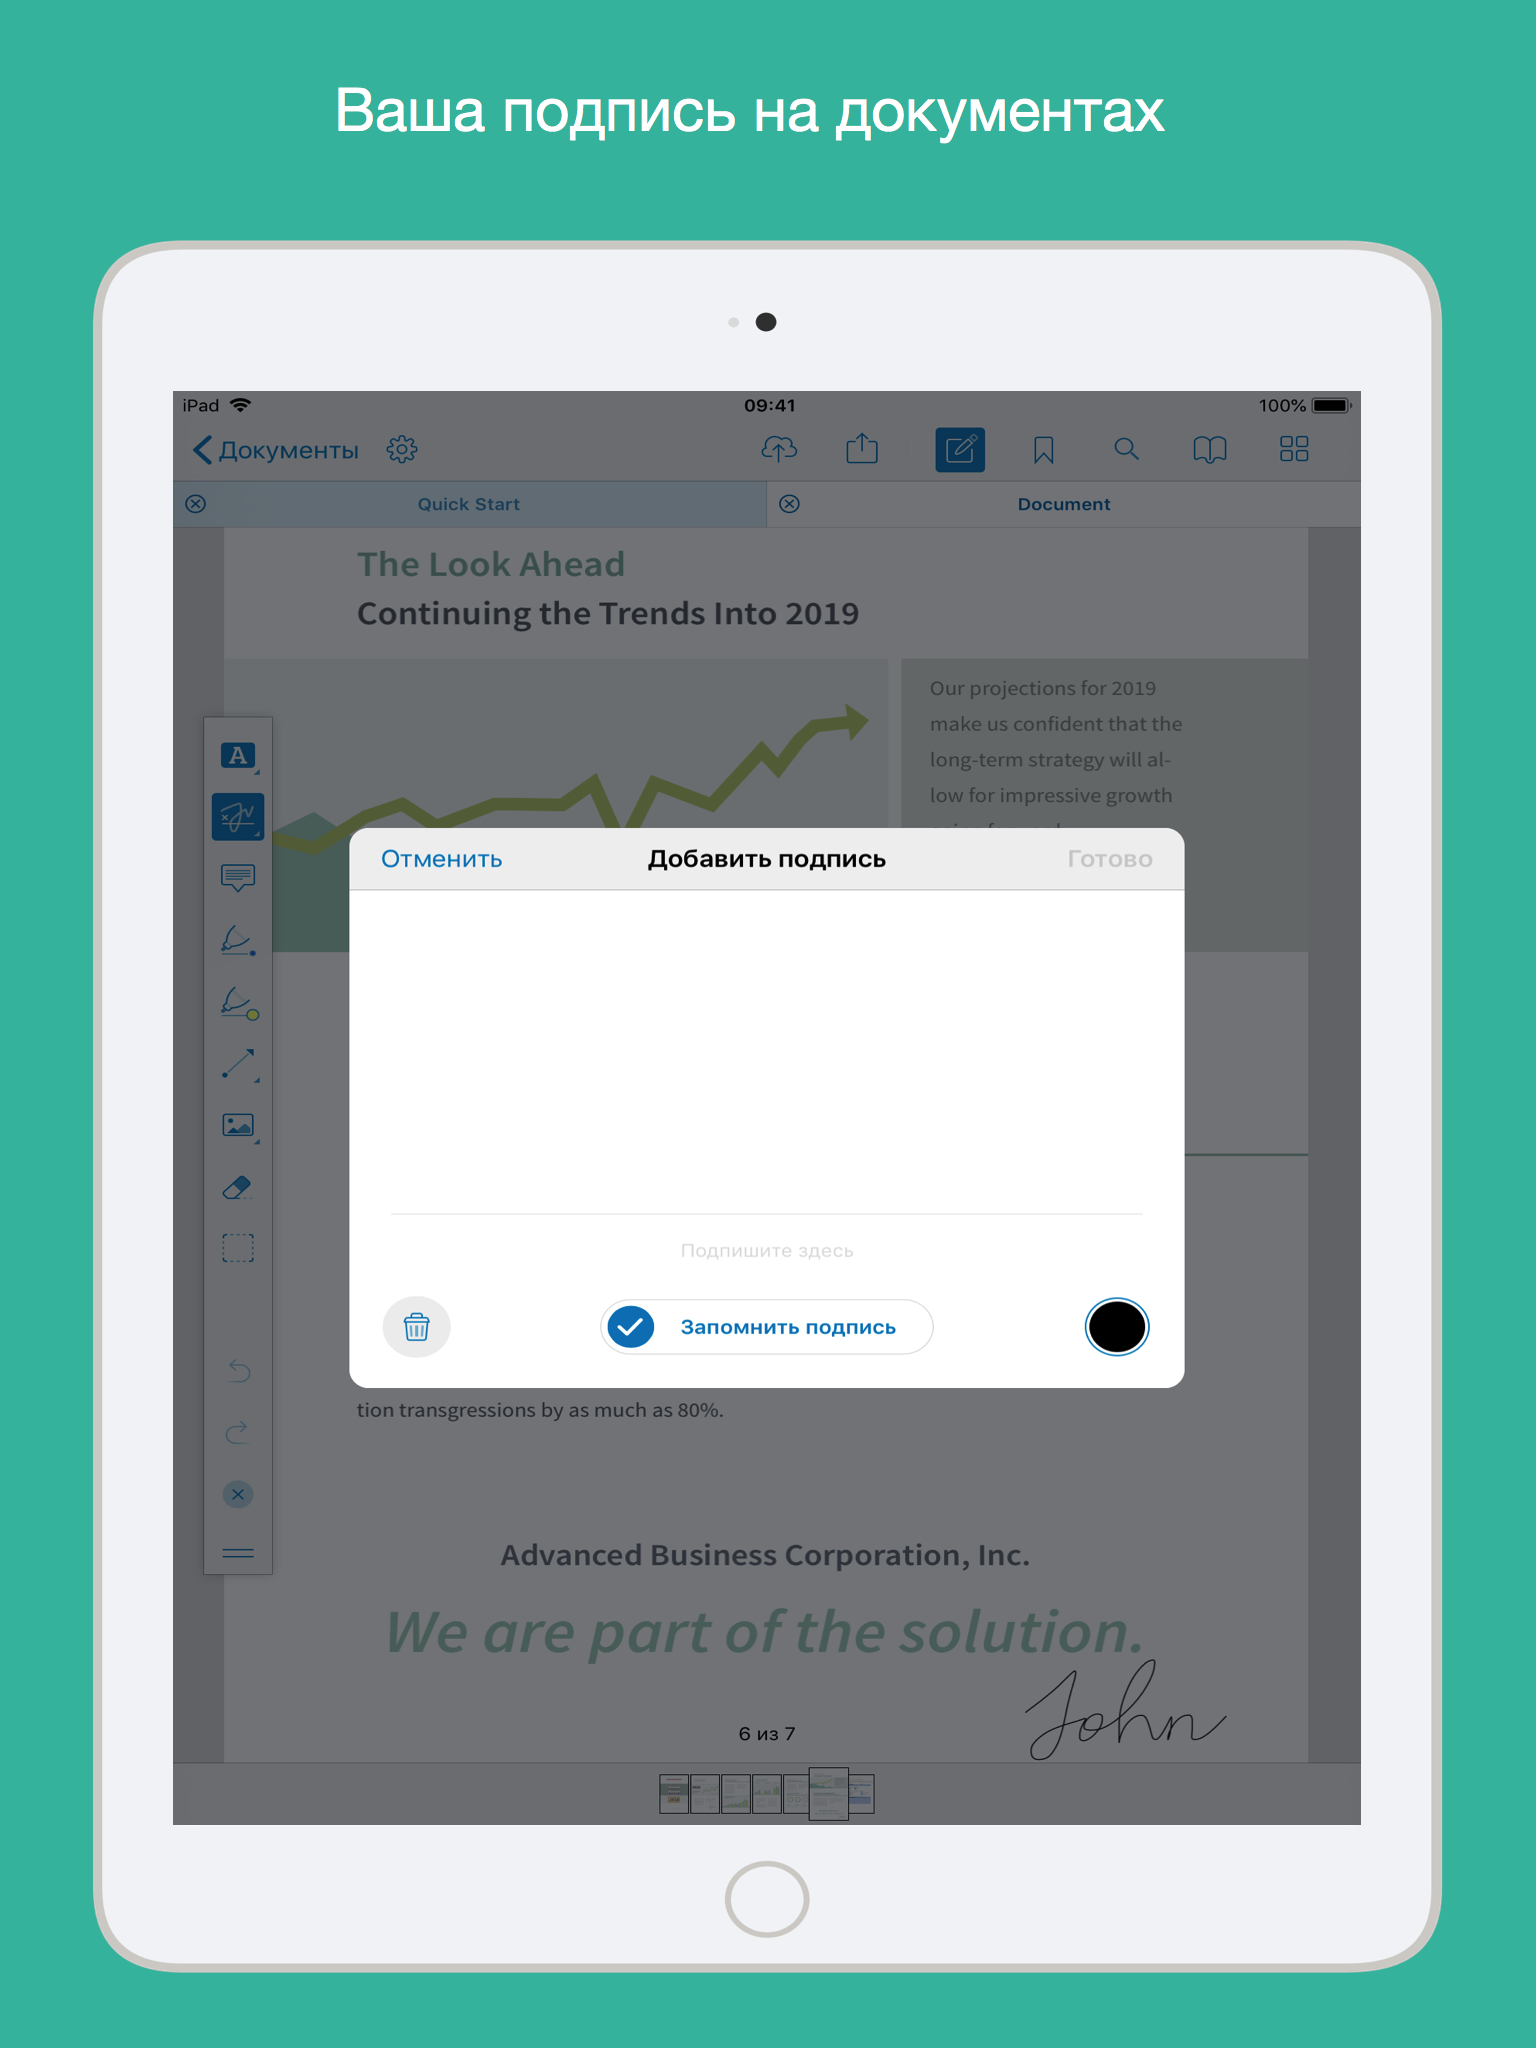 Ваша подпись на документах
iPad 09:41 100%
Документы
Quick Start Document
The Look Ahead
Continuing the Trends Into 2019
Our projections for 2019
make us confident that the
long-term strategy will al-
low for impressive growth
A
Отменить Добавить подпись Готово
Подпишите здесь
Запомнить подпись
tion transgressions by as much as 80%.
Advanced Business Corporation, Inc.
We are part of the solution.
John
6 из 7